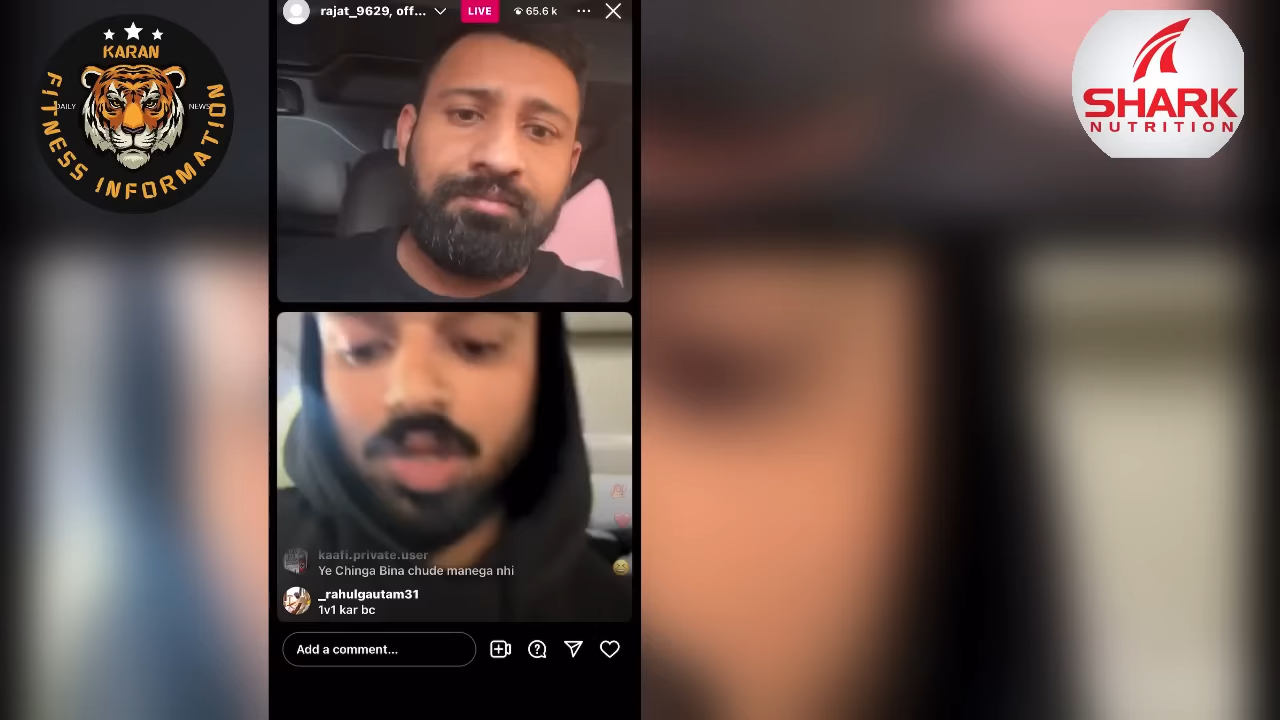 KARAN
DAILY
NEWS
FITNESS INFORMATION
rajat_9629, off...
LIVE
65.6 k
SHARK
NUTRITION
kaafi.private.user
Ye Chinga Bina chude manega nhi
_rahulgautam31
1v1 kar bc
Add a comment...